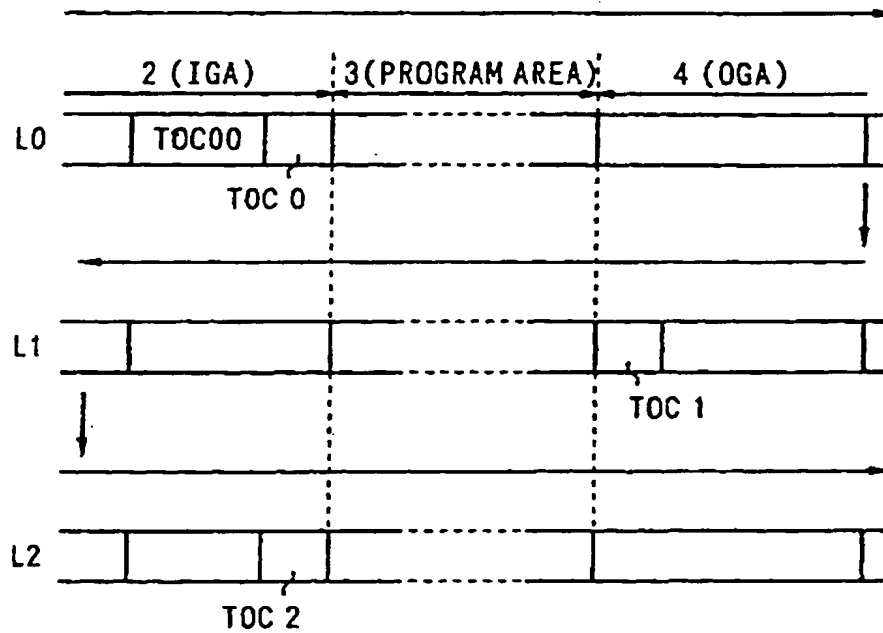 2 (IGA) 3(PROGRAM AREA) 4 (OGA)
L0 TOC00
TOC 0
L1
TOC 1
L2
TOC 2